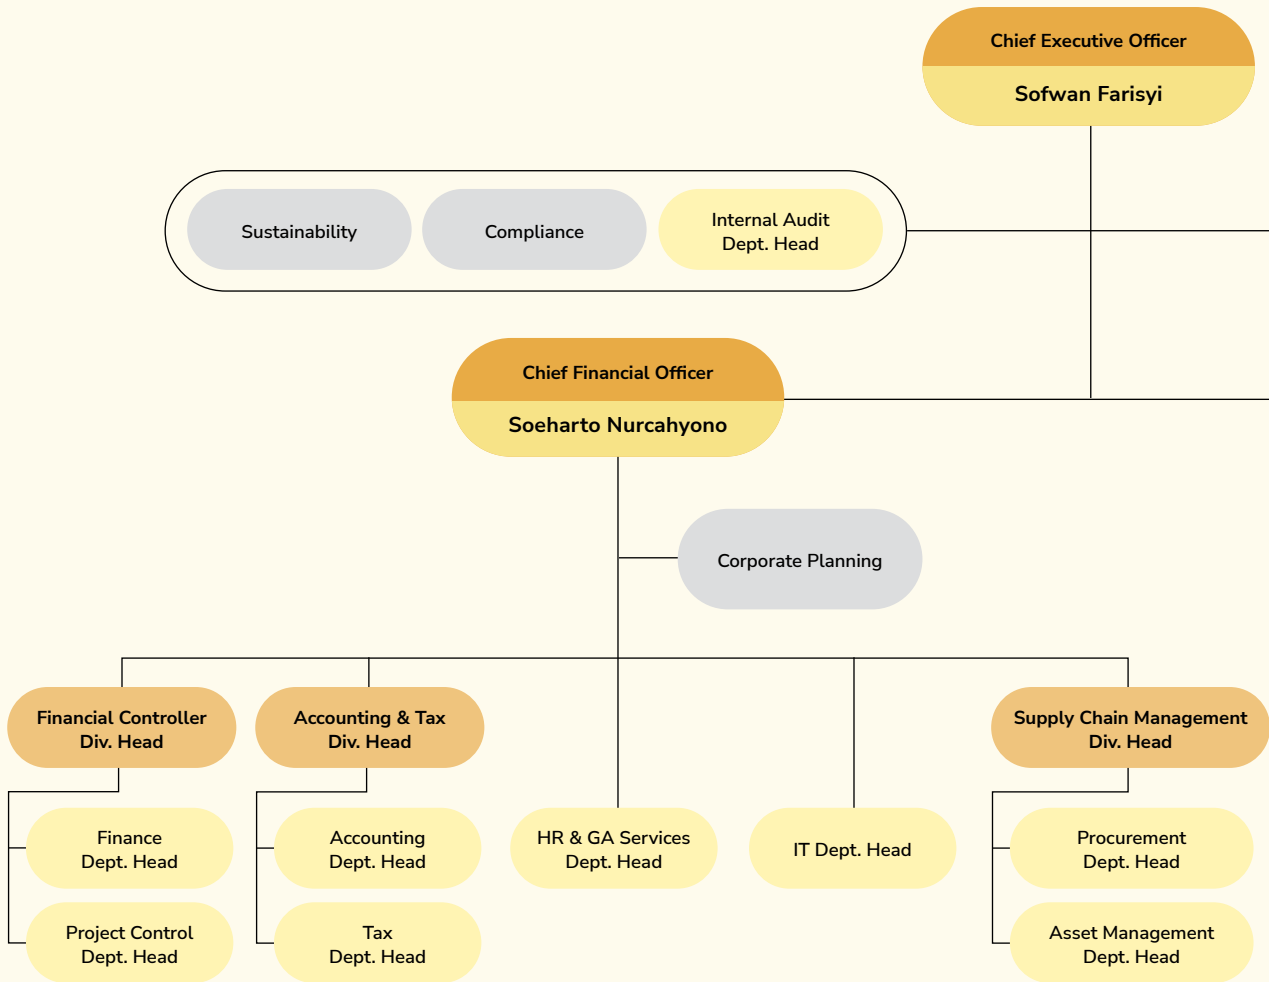 Chief Executive Officer
Sofwan Farisyi
Sustainability
Compliance
Internal Audit
Dept. Head
Chief Financial Officer
Soeharto Nurcahyono
Corporate Planning
Financial Controller
Div. Head
Accounting & Tax
Div. Head
Supply Chain Management
Div. Head
Finance
Dept. Head
Accounting
Dept. Head
HR & GA Services
Dept. Head
IT Dept. Head
Procurement
Dept. Head
Project Control
Dept. Head
Tax
Dept. Head
Asset Management
Dept. Head